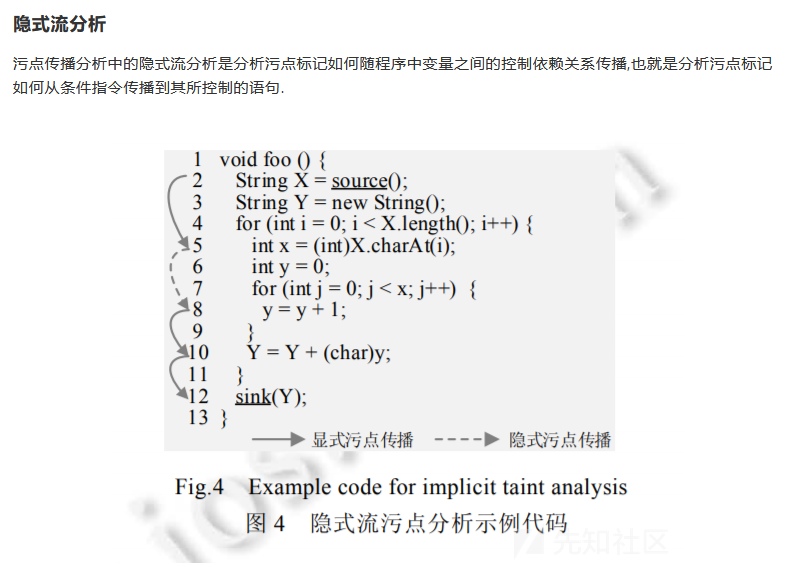 隐式流分析
污点传播分析中的隐式流分析是分析污点标记如何随程序中变量之间的控制依赖关系传播,也就是分析污点标记
如何从条件指令传播到其所控制的语句.
1 void foo () {
2 String X = source();
3 String Y = new String();
4 for (int i = 0; i < X.length(); i++) {
5 int x = (int)X.charAt(i);
6 int y = 0;
7 for (int j = 0; j < x; j++) {
8 y = y + 1;
9 }
10 Y = Y + (char)y;
11 }
12 sink(Y);
13 }
显式污点传播 隐式污点传播
Fig.4 Example code for implicit taint analysis
图 4 隐式流污点分析示例代码
先知社区